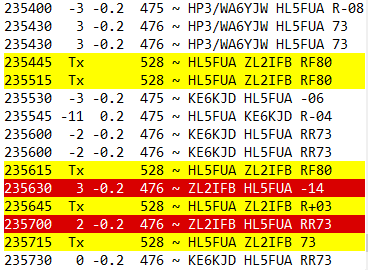 235400 -3 -0.2 475 ~ HP3/WA6YJW HL5FUA R-08
235430 3 -0.2 476 ~ HP3/WA6YJW HL5FUA 73
235430 3 -0.2 476 ~ HP3/WA6YJW HL5FUA 73
235445 Tx 528 ~ HL5FUA ZL2IFB RF80
235515 Tx 528 ~ HL5FUA ZL2IFB RF80
235530 -3 -0.2 475 ~ KE6KJD HL5FUA -06
235545 -11 0.2 475 ~ HL5FUA KE6KJD R-04
235600 -2 -0.2 476 ~ KE6KJD HL5FUA RR73
235600 -2 -0.2 476 ~ KE6KJD HL5FUA RR73
235615 Tx 528 ~ HL5FUA ZL2IFB RF80
235630 3 -0.2 476 ~ ZL2IFB HL5FUA -14
235645 Tx 528 ~ HL5FUA ZL2IFB R+03
235700 2 -0.2 476 ~ ZL2IFB HL5FUA RR73
235715 Tx 528 ~ HL5FUA ZL2IFB 73
235730 0 -0.2 476 ~ KE6KJD HL5FUA RR73